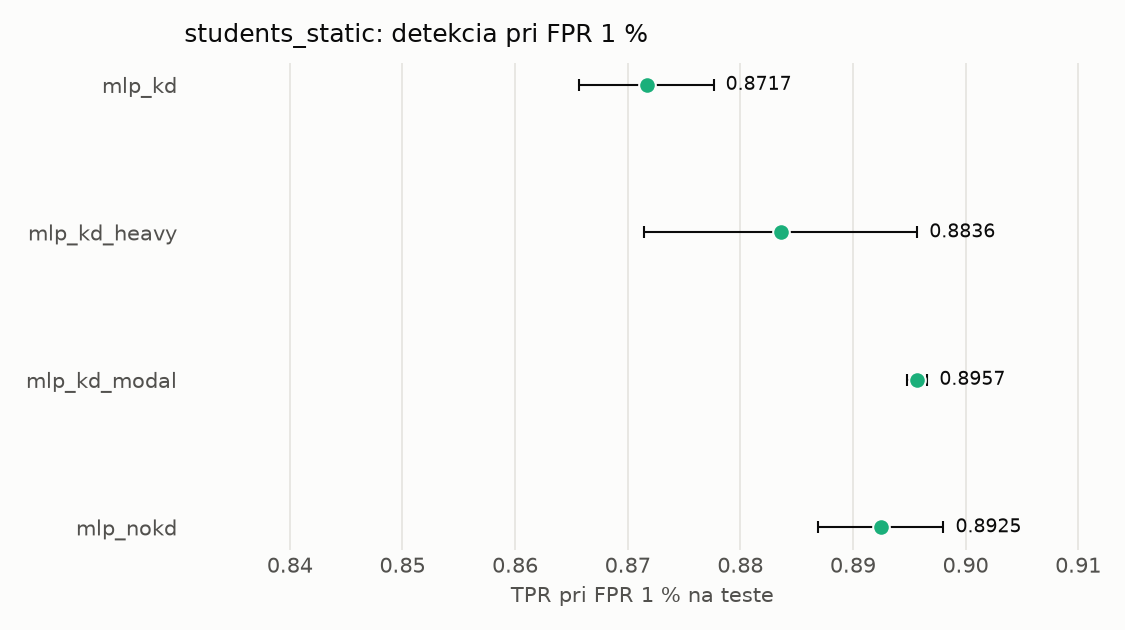 students_static: detekcia pri FPR 1 %
mlp_kd
0.8717
mlp_kd_heavy
0.8836
mlp_kd_modal
0.8957
mlp_nokd
0.8925
0.84 0.85 0.86 0.87 0.88 0.89 0.90 0.91
TPR pri FPR 1 % na teste